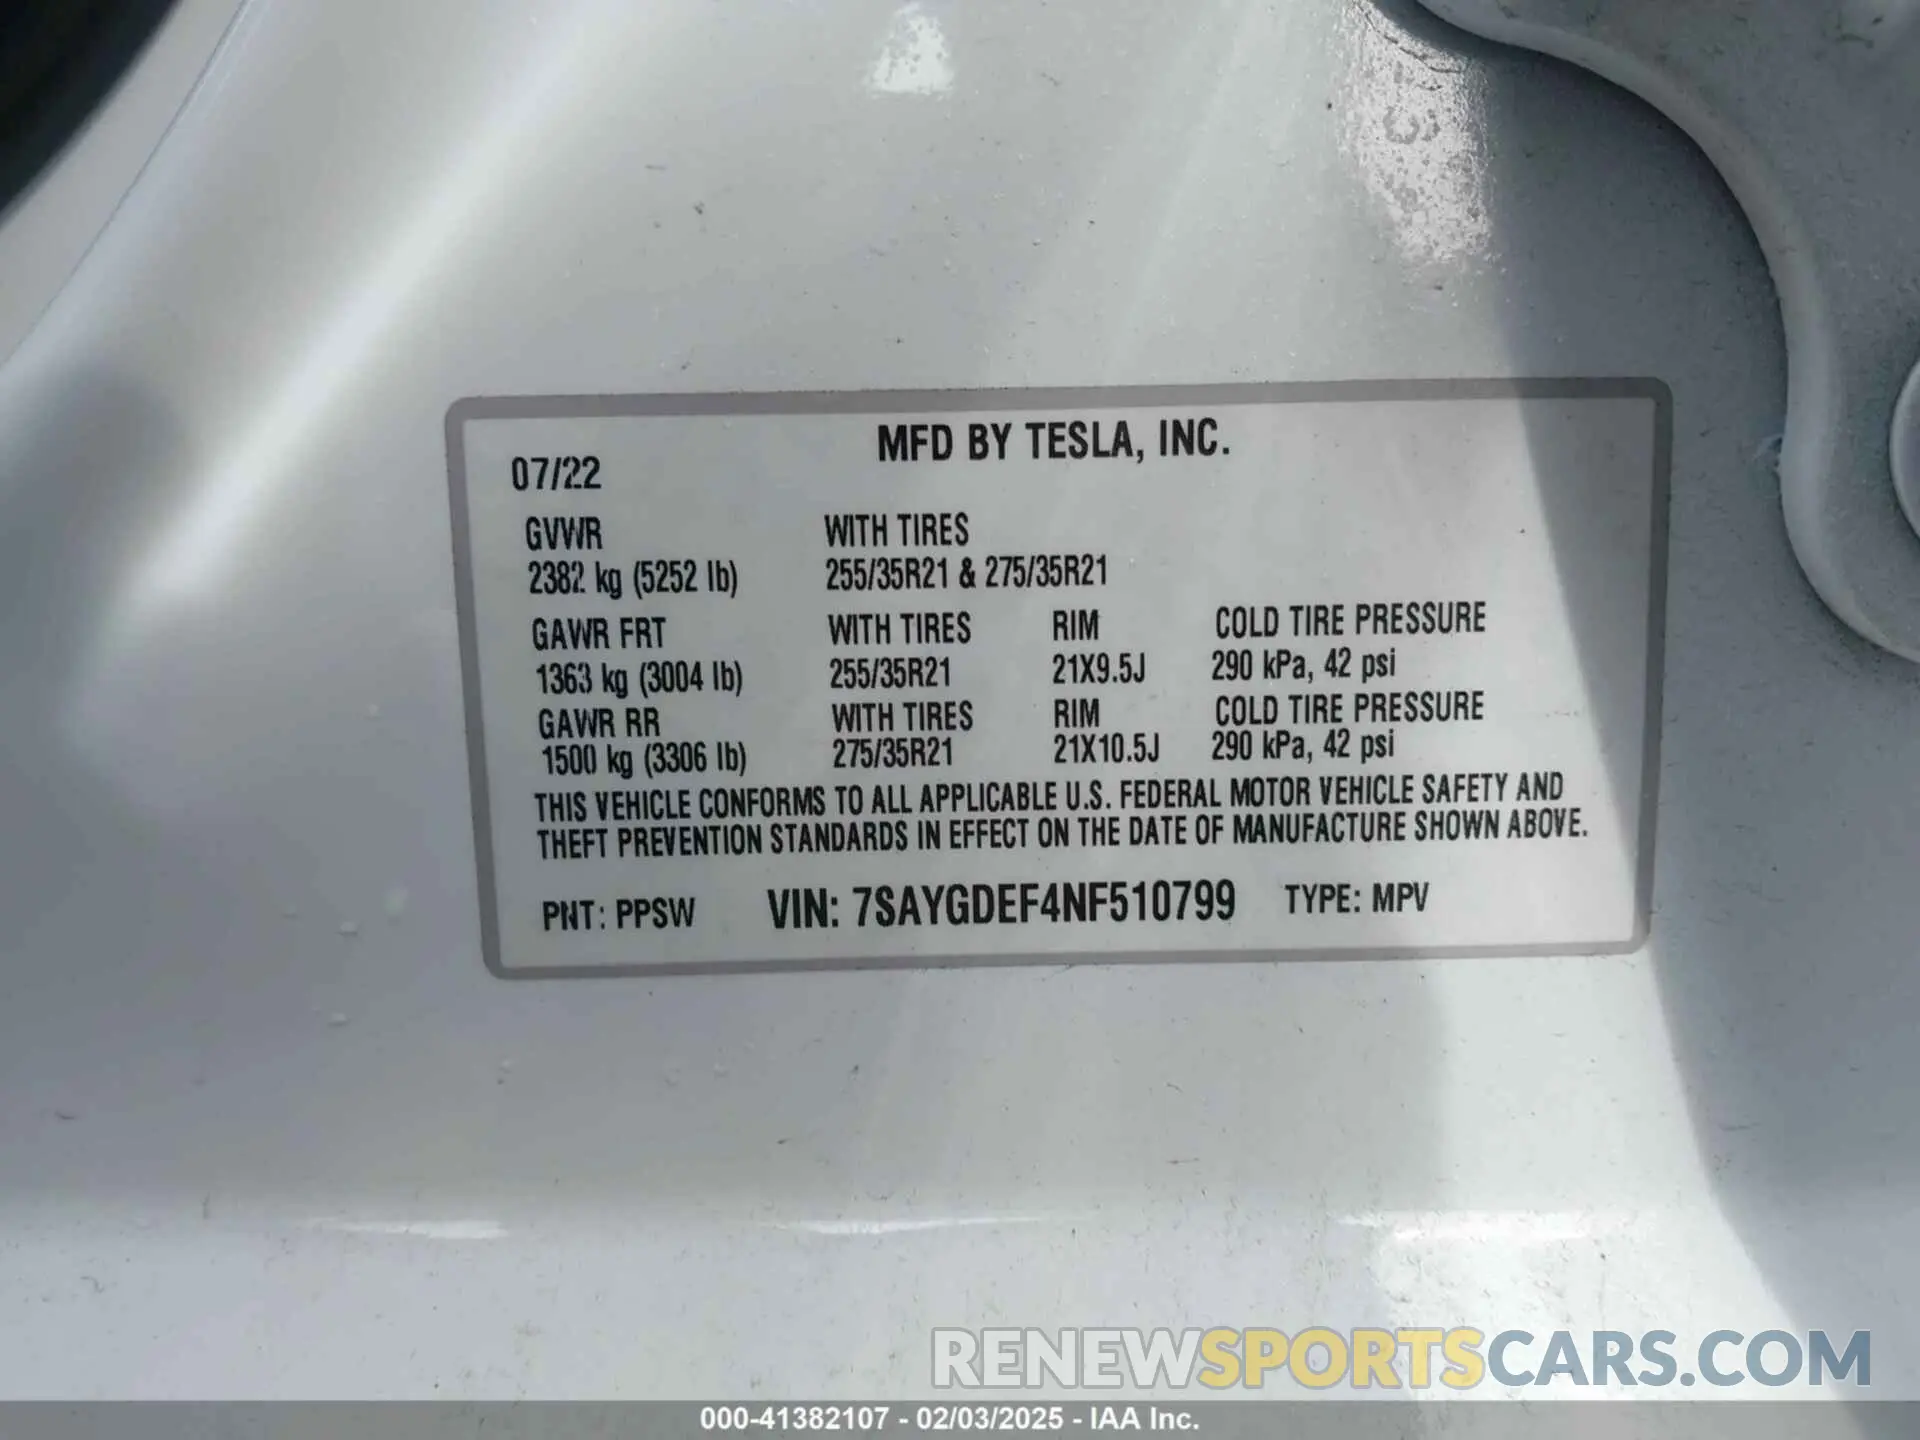 MFD BY TESLA, INC.
07/22
GVWR WITH TIRES
2382 kg (5252 lb) 255/35R21 & 275/35R21
GAWR FRT WITH TIRES RIM COLD TIRE PRESSURE
1363 kg (3004 lb) 255/35R21 21X9.5J 290 kPa, 42 psi
GAWR RR WITH TIRES RIM COLD TIRE PRESSURE
1500 kg (3306 lb) 275/35R21 21X10.5J 290 kPa, 42 psi
THIS VEHICLE CONFORMS TO ALL APPLICABLE U.S. FEDERAL MOTOR VEHICLE SAFETY AND
THEFT PREVENTION STANDARDS IN EFFECT ON THE DATE OF MANUFACTURE SHOWN ABOVE.
PNT: PPSW VIN: 7SAYGDEF4NF510799 TYPE: MPV
RENEWSPORTSCARS.COM
000-41382107 - 02/03/2025 - IAA Inc.